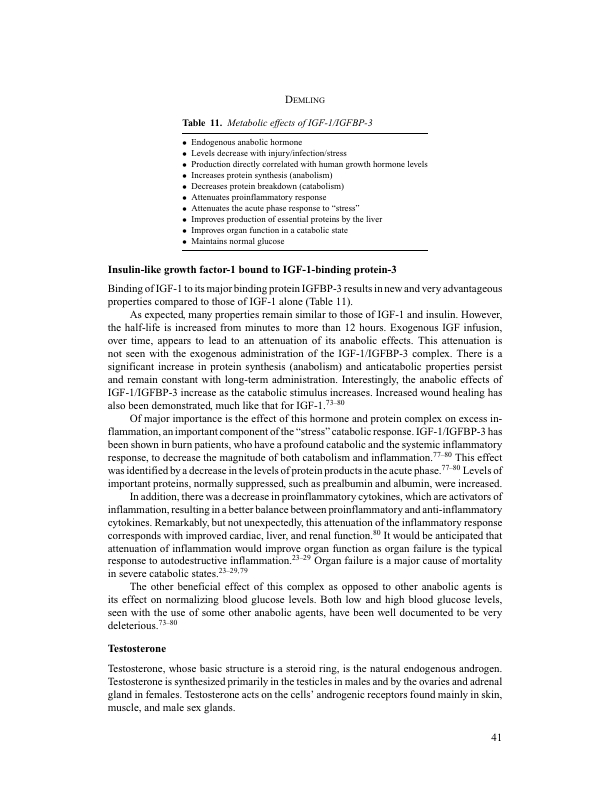 DEMLING
Table 11. Metabolic effects of IGF-1/IGFBP-3
• Endogenous anabolic hormone
• Levels decrease with injury/infection/stress
• Production directly correlated with human growth hormone levels
• Increases protein synthesis (anabolism)
• Decreases protein breakdown (catabolism)
• Attenuates proinflammatory response
• Attenuates the acute phase response to “stress”
• Improves production of essential proteins by the liver
• Improves organ function in a catabolic state
• Maintains normal glucose
Insulin-like growth factor-1 bound to IGF-1-binding protein-3
Binding of IGF-1 to its major binding protein IGFBP-3 results in new and very advantageous
properties compared to those of IGF-1 alone (Table 11).
As expected, many properties remain similar to those of IGF-1 and insulin. However,
the half-life is increased from minutes to more than 12 hours. Exogenous IGF infusion,
over time, appears to lead to an attenuation of its anabolic effects. This attenuation is
not seen with the exogenous administration of the IGF-1/IGFBP-3 complex. There is a
significant increase in protein synthesis (anabolism) and anticatabolic properties persist
and remain constant with long-term administration. Interestingly, the anabolic effects of
IGF-1/IGFBP-3 increase as the catabolic stimulus increases. Increased wound healing has
also been demonstrated, much like that for IGF-1.73–80
Of major importance is the effect of this hormone and protein complex on excess in-
flammation, an important component of the “stress” catabolic response. IGF-1/IGFBP-3 has
been shown in burn patients, who have a profound catabolic and the systemic inflammatory
response, to decrease the magnitude of both catabolism and inflammation.77–80 This effect
was identified by a decrease in the levels of protein products in the acute phase.77–80 Levels of
important proteins, normally suppressed, such as prealbumin and albumin, were increased.
In addition, there was a decrease in proinflammatory cytokines, which are activators of
inflammation, resulting in a better balance between proinflammatory and anti-inflammatory
cytokines. Remarkably, but not unexpectedly, this attenuation of the inflammatory response
corresponds with improved cardiac, liver, and renal function.80 It would be anticipated that
attenuation of inflammation would improve organ function as organ failure is the typical
response to autodestructive inflammation.23–29 Organ failure is a major cause of mortality
in severe catabolic states.23–29,79
The other beneficial effect of this complex as opposed to other anabolic agents is
its effect on normalizing blood glucose levels. Both low and high blood glucose levels,
seen with the use of some other anabolic agents, have been well documented to be very
deleterious.73–80
Testosterone
Testosterone, whose basic structure is a steroid ring, is the natural endogenous androgen.
Testosterone is synthesized primarily in the testicles in males and by the ovaries and adrenal
gland in females. Testosterone acts on the cells’ androgenic receptors found mainly in skin,
muscle, and male sex glands.
41